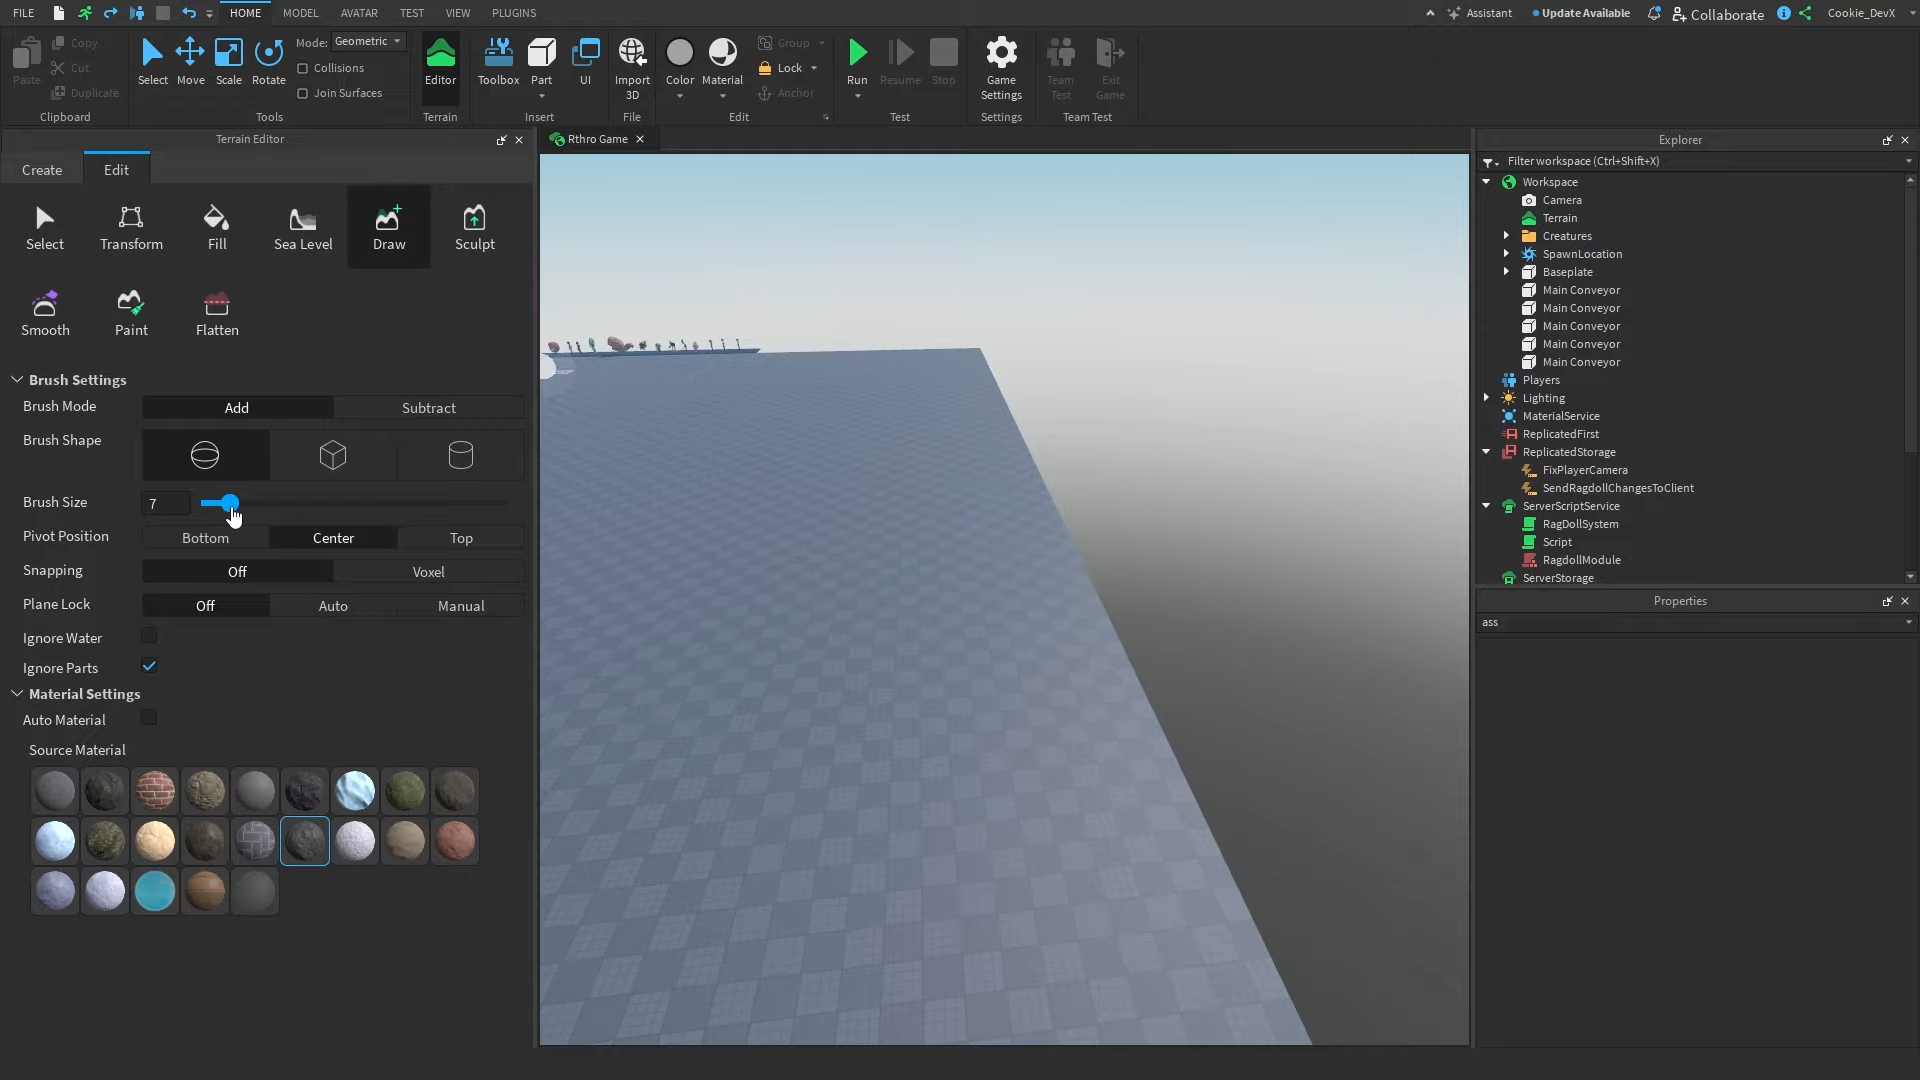 FILE HOME MODEL AVATAR TEST VIEW PLUGINS Assistant Update Available Collaborate Cookie_DevX
Paste Copy Cut Duplicate
Clipboard
Select Move Scale Rotate
Mode: Geometric
Collisions
Join Surfaces
Tools
Editor
Terrain
Toolbox Part UI
Insert
Import
3D
File
Color Material Group Lock Anchor
Edit
Run Resume Stop
Test
Game
Settings
Settings
Team
Test
Exit
Game
Team Test
Terrain Editor
Create Edit
Select Transform Fill Sea Level Draw Sculpt
Smooth Paint Flatten
Brush Settings
Brush Mode Add Subtract
Brush Shape
Brush Size 7
Pivot Position Bottom Center Top
Snapping Off Voxel
Plane Lock Off Auto Manual
Ignore Water
Ignore Parts
Material Settings
Auto Material
Source Material
Rthro Game
Explorer
Filter workspace (Ctrl+Shift+X)
Workspace
Camera
Terrain
Creatures
SpawnLocation
Baseplate
Main Conveyor
Main Conveyor
Main Conveyor
Main Conveyor
Main Conveyor
Players
Lighting
MaterialService
ReplicatedFirst
ReplicatedStorage
FixPlayerCamera
SendRagdollChangesToClient
ServerScriptService
RagDollSystem
Script
RagdollModule
ServerStorage
Properties
ass